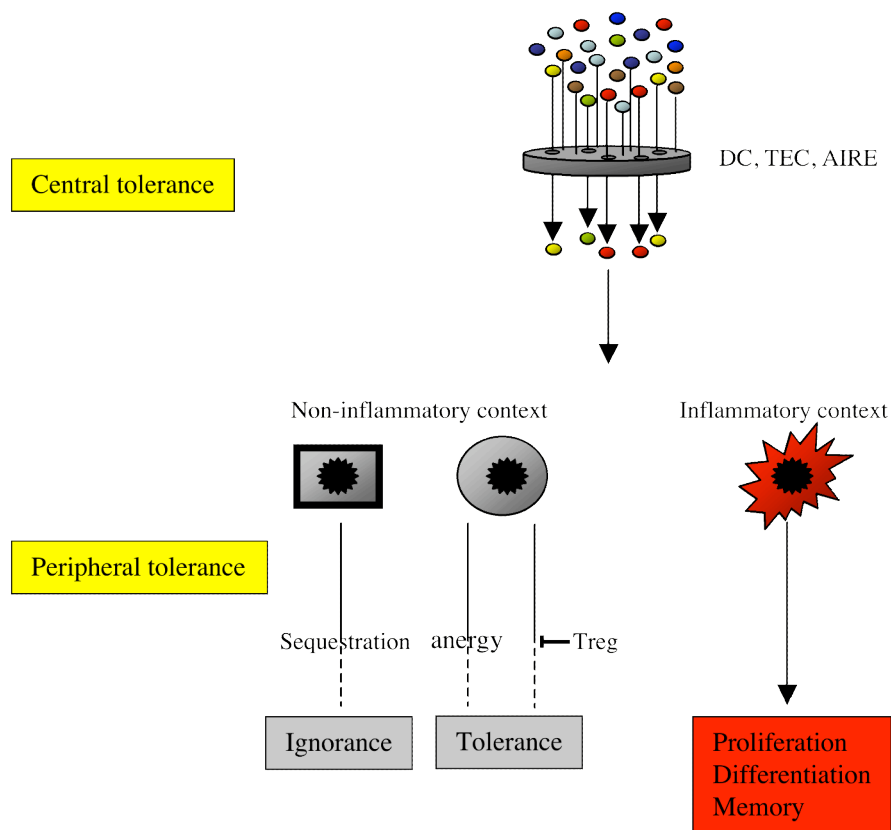 DC, TEC, AIRE
Central tolerance
Non-inflammatory context
Inflammatory context
Peripheral tolerance
Sequestration
anergy
Treg
Ignorance
Tolerance
Proliferation
Differentiation
Memory